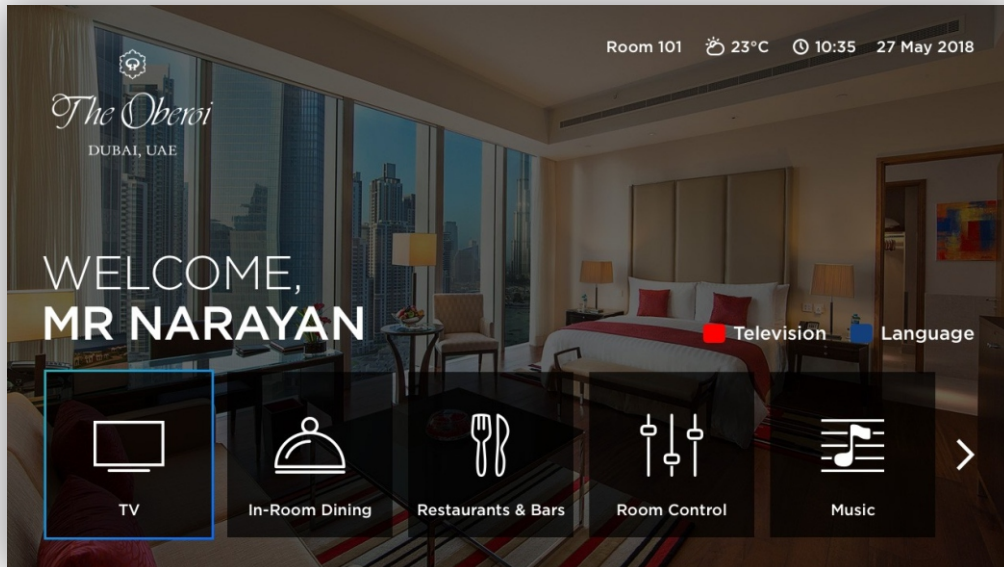 Room 101 23°C 10:35 27 May 2018
The Oberoi
DUBAI, UAE
WELCOME,
MR NARAYAN
Television Language
TV
In-Room Dining
Restaurants & Bars
Room Control
Music